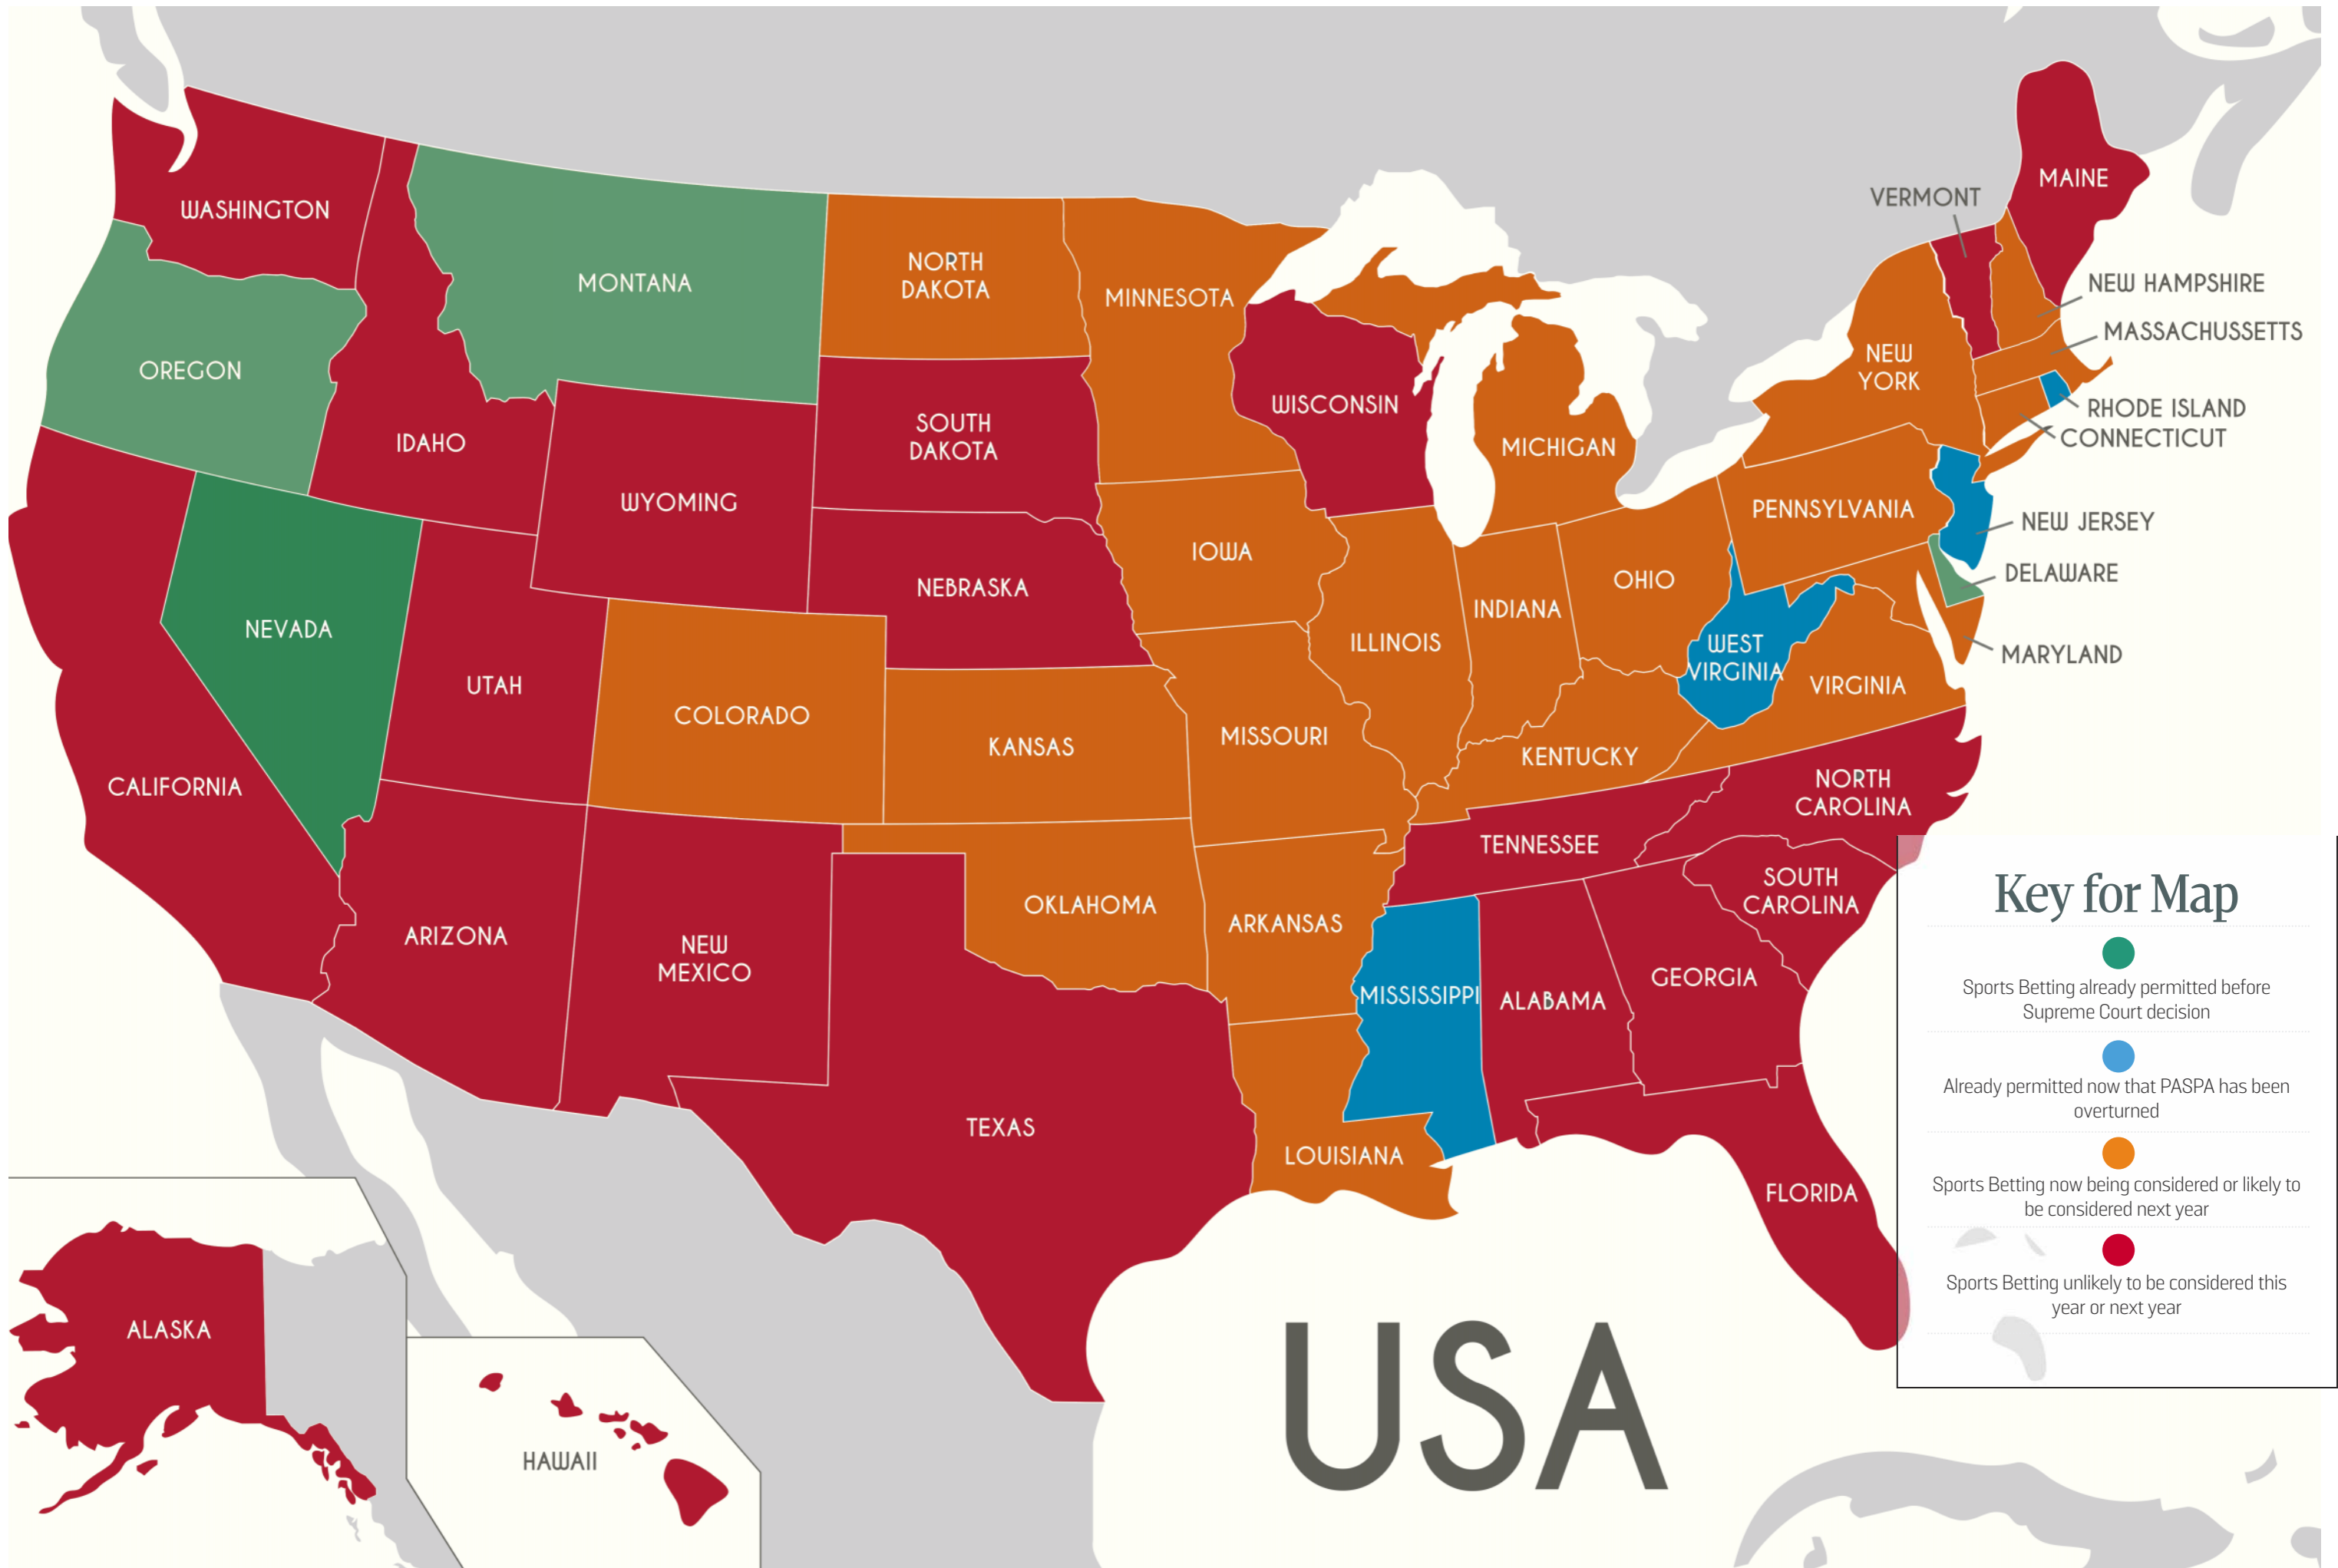 WASHINGTON
OREGON
MONTANA
IDAHO
WYOMING
NEVADA
UTAH
CALIFORNIA
ARIZONA
COLORADO
NEW
MEXICO
NORTH
DAKOTA
SOUTH
DAKOTA
NEBRASKA
KANSAS
OKLAHOMA
TEXAS
MINNESOTA
IOWA
MISSOURI
ARKANSAS
LOUISIANA
WISCONSIN
ILLINOIS
MICHIGAN
INDIANA
OHIO
KENTUCKY
TENNESSEE
MISSISSIPPI
ALABAMA
GEORGIA
FLORIDA
SOUTH
CAROLINA
NORTH
CAROLINA
VIRGINIA
WEST
VIRGINIA
PENNSYLVANIA
NEW
YORK
VERMONT
MAINE
NEW HAMPSHIRE
MASSACHUSSETTS
RHODE ISLAND
CONNECTICUT
NEW JERSEY
DELAWARE
MARYLAND
ALASKA
HAWAII
USA
Key for Map
Sports Betting already permitted before
Supreme Court decision
Already permitted now that PASPA has been
overturned
Sports Betting now being considered or likely to
be considered next year
Sports Betting unlikely to be considered this
year or next year